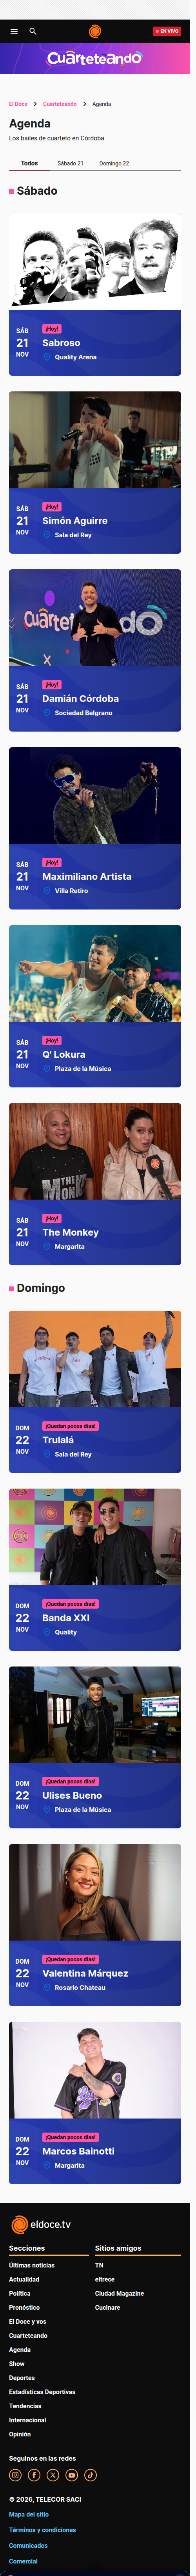 EN VIVO
Cuarteteando
El Doce > Cuarteteando > Agenda
Agenda
Los bailes de cuarteto en Córdoba
Todos Sábado 21 Domingo 22
Sábado
SÁB
21
NOV
¡Hoy!
Sabroso
Quality Arena
SÁB
21
NOV
¡Hoy!
Simón Aguirre
Sala del Rey
SÁB
21
NOV
¡Hoy!
Damián Córdoba
Sociedad Belgrano
SÁB
21
NOV
¡Hoy!
Maximiliano Artista
Villa Retiro
SÁB
21
NOV
¡Hoy!
Q' Lokura
Plaza de la Música
THE MONKEY
SÁB
21
NOV
¡Hoy!
The Monkey
Margarita
Domingo
DOM
22
NOV
¡Quedan pocos días!
Trulalá
Sala del Rey
DOM
22
NOV
¡Quedan pocos días!
Banda XXI
Quality
DOM
22
NOV
¡Quedan pocos días!
Ulises Bueno
Plaza de la Música
DOM
22
NOV
¡Quedan pocos días!
Valentina Márquez
Rosario Chateau
DOM
22
NOV
¡Quedan pocos días!
Marcos Bainotti
Margarita
eldoce.tv
Secciones
Últimas noticias
Actualidad
Política
Pronóstico
El Doce y vos
Cuarteteando
Agenda
Show
Deportes
Estadísticas Deportivas
Tendencias
Internacional
Opinión
Sitios amigos
TN
eltrece
Ciudad Magazine
Cucinare
Seguinos en las redes
© 2026, TELECOR SACI
Mapa del sitio
Términos y condiciones
Comunicados
Comercial